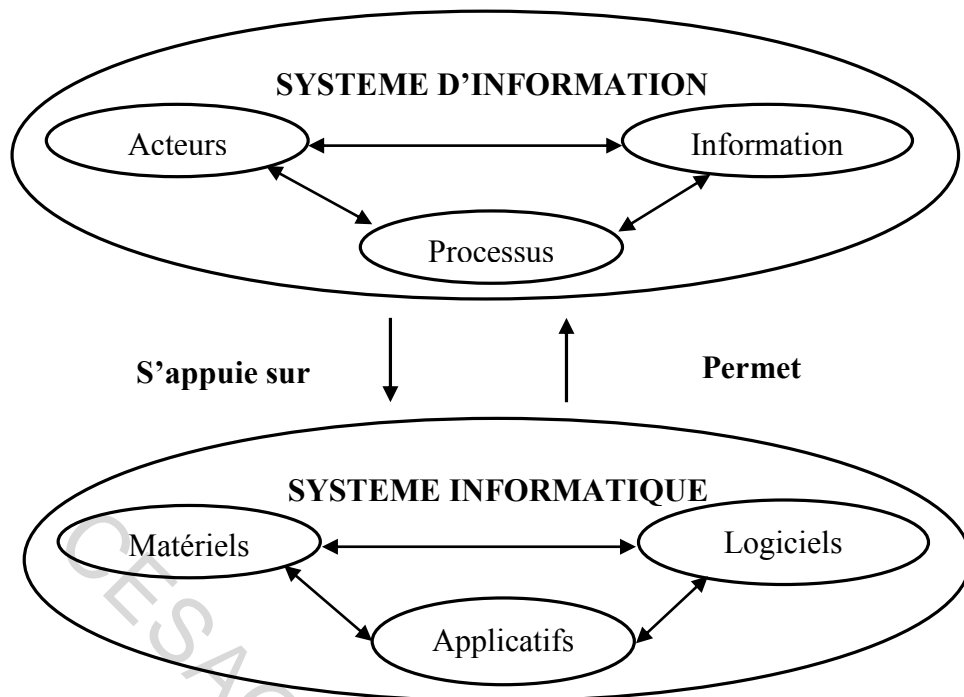 SYSTEME D'INFORMATION
Acteurs
Information
Processus
S'appuie sur
Permet
SYSTEME INFORMATIQUE
Matériels
Logiciels
Applicatifs